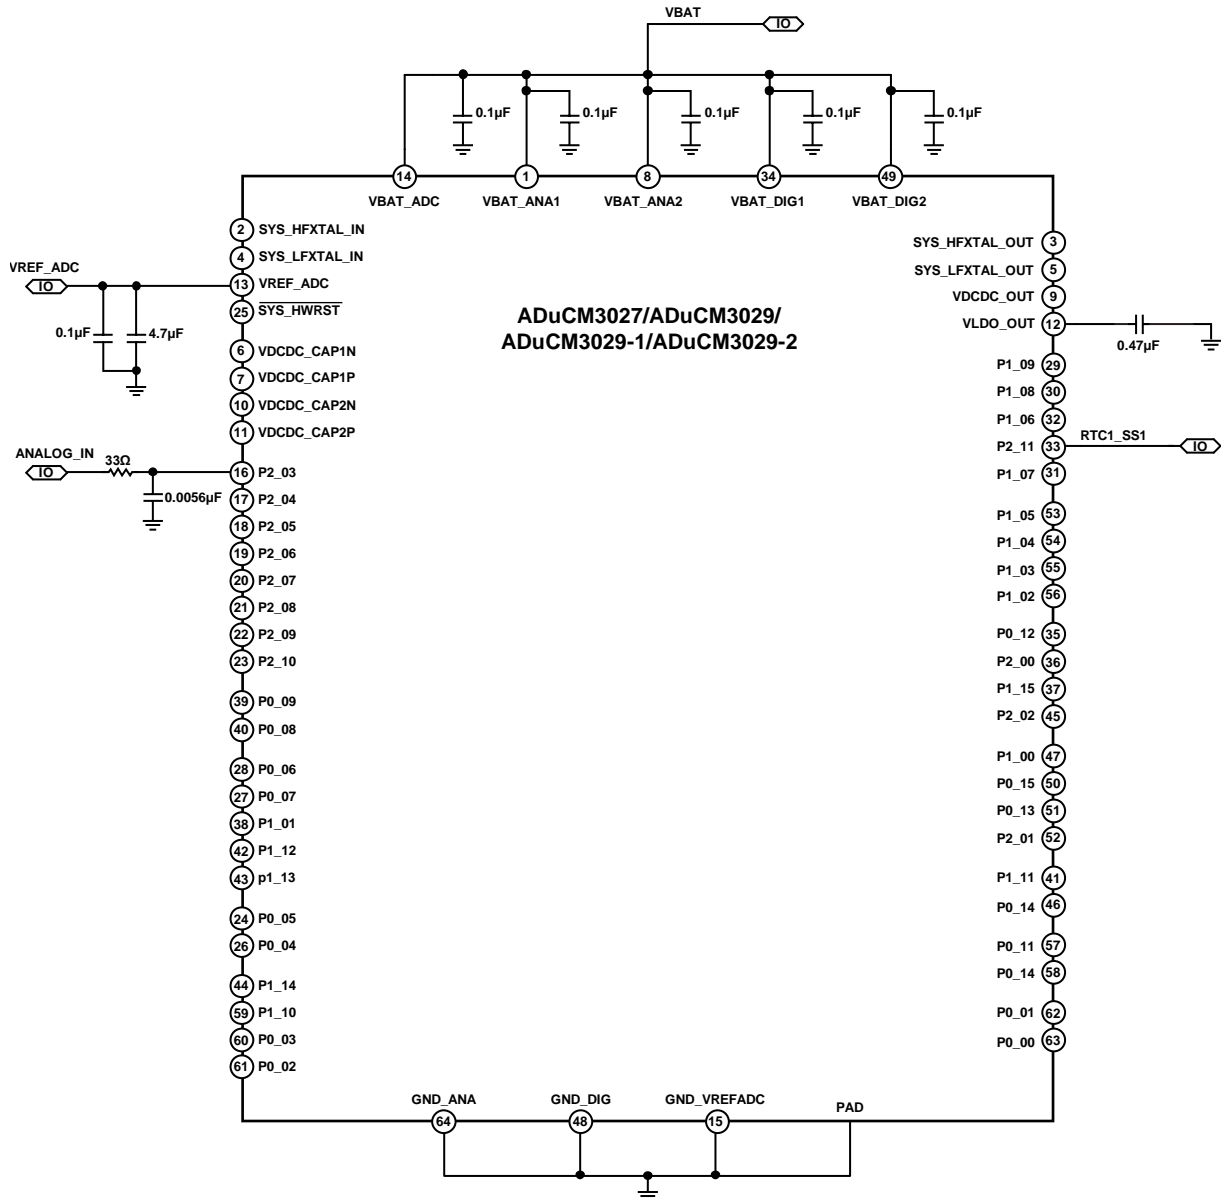 VBAT
IO
0.1µF
0.1µF
0.1µF
0.1µF
0.1µF
14
1
8
34
49
VBAT_ADC
VBAT_ANA1
VBAT_ANA2
VBAT_DIG1
VBAT_DIG2
ADuCM3027/ADuCM3029/
ADuCM3029-1/ADuCM3029-2
2 SYS_HFXTAL_IN
4 SYS_LFXTAL_IN
VREF_ADC
IO
13 VREF_ADC
25 SYS_HWRST
0.1µF
4.7µF
6 VDCDC_CAP1N
7 VDCDC_CAP1P
10 VDCDC_CAP2N
11 VDCDC_CAP2P
ANALOG_IN
IO
33Ω
0.0056µF
16 P2_03
17 P2_04
18 P2_05
19 P2_06
20 P2_07
21 P2_08
22 P2_09
23 P2_10
39 P0_09
40 P0_08
28 P0_06
27 P0_07
38 P1_01
42 P1_12
43 p1_13
24 P0_05
26 P0_04
44 P1_14
59 P1_10
60 P0_03
61 P0_02
SYS_HFXTAL_OUT 3
SYS_LFXTAL_OUT 5
VDCDC_OUT 9
VLDO_OUT 12
0.47µF
P1_09 29
P1_08 30
P1_06 32
P2_11 33
RTC1_SS1
IO
P1_07 31
P1_05 53
P1_04 54
P1_03 55
P1_02 56
P0_12 35
P2_00 36
P1_15 37
P2_02 45
P1_00 47
P0_15 50
P0_13 51
P2_01 52
P1_11 41
P0_14 46
P0_11 57
P0_14 58
P0_01 62
P0_00 63
GND_ANA
GND_DIG
GND_VREFADC
PAD
64
48
15